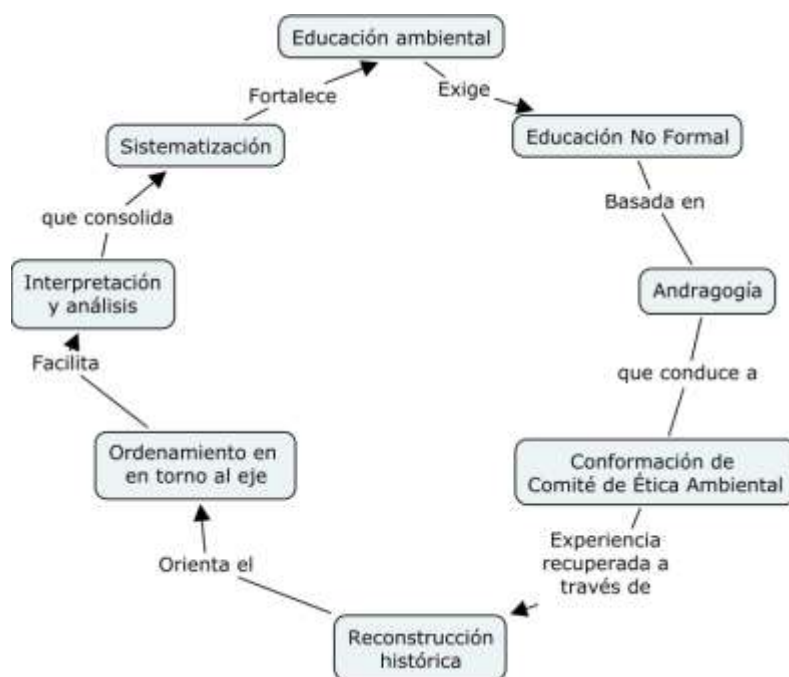 Educación ambiental
Exige
Educación No Formal
Basada en
Andragogía
que conduce a
Conformación de
Comité de Ética Ambiental
Experiencia
recuperada a
través de
Reconstrucción
histórica
Orienta el
Ordenamiento en
en torno al eje
Facilita
Interpretación
y análisis
que consolida
Sistematización
Fortalece